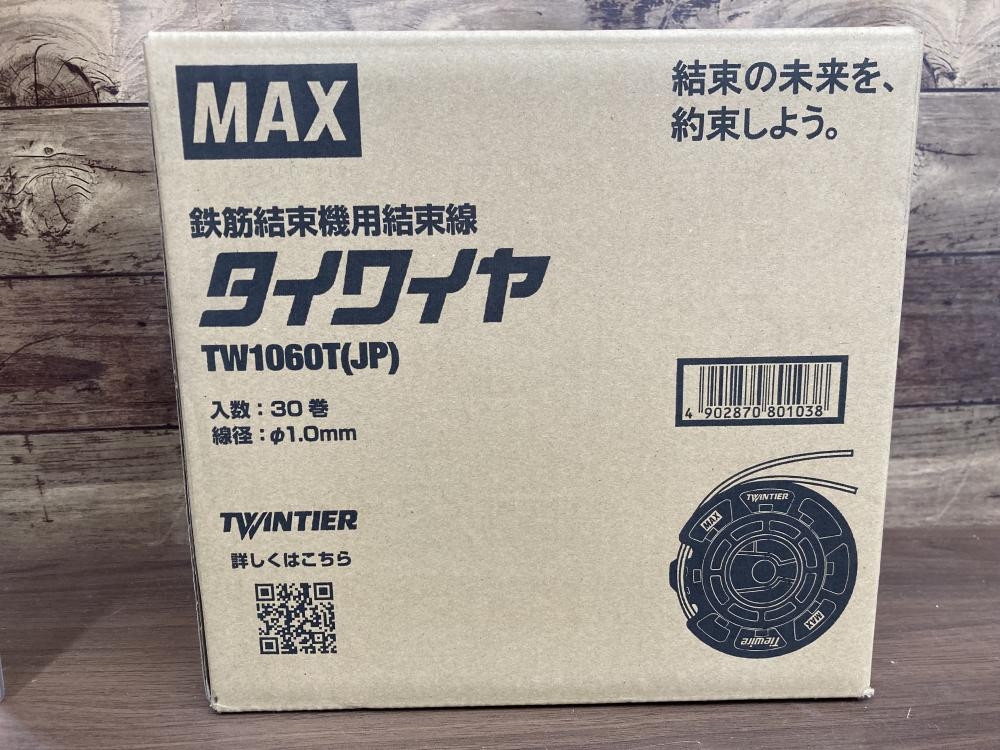 MAX
結束の未来を、
約束しよう。
鉄筋結束機用結束線
タイワイヤ
TW1060T(JP)
入数：30 巻
線径：φ1.0mm
4 902870 801038
TWINTIER
詳しくはこちら
TWINTIER
MAX
MAX
Tiewire